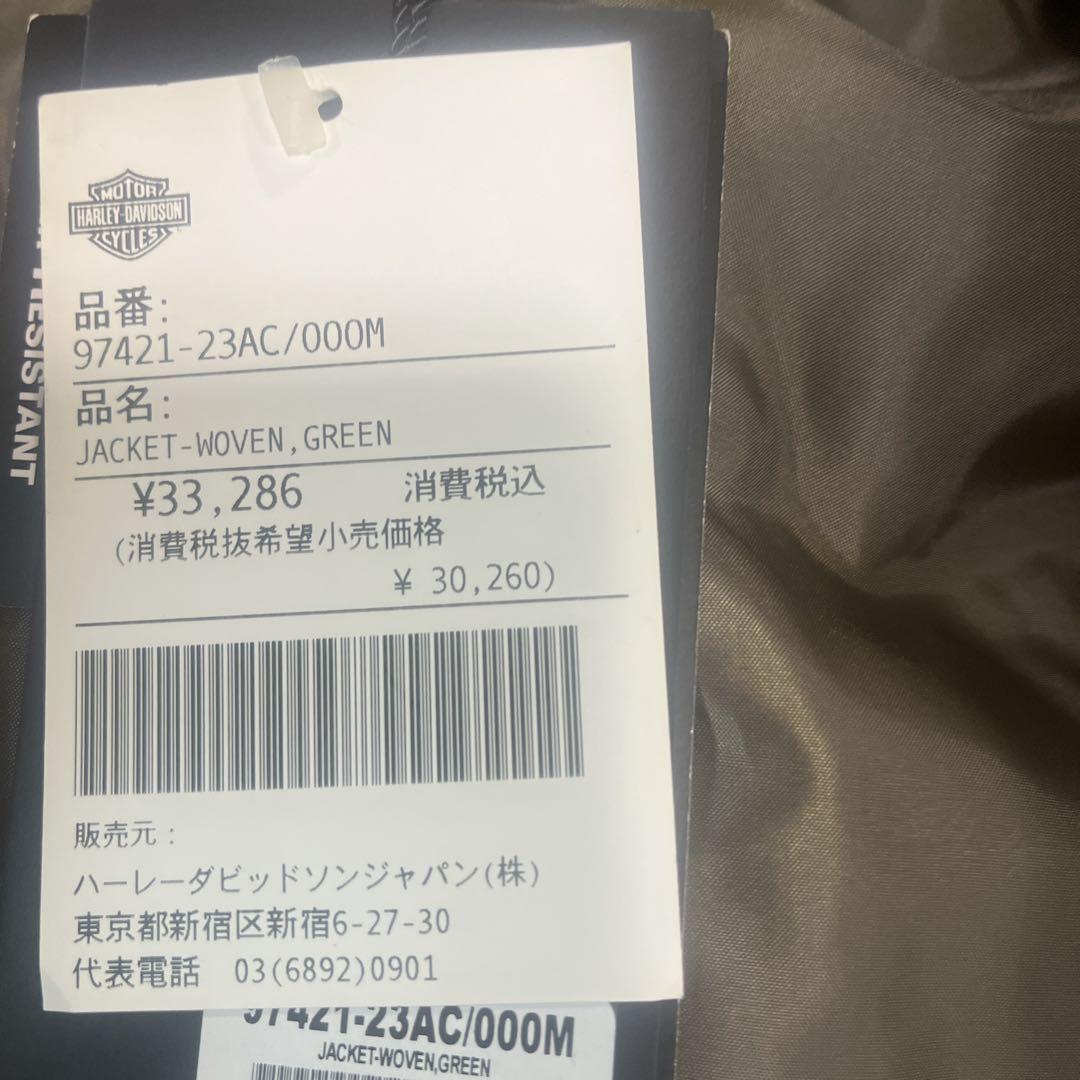 MOTOR
HARLEY-DAVIDSON
CYCLES
品番:
97421-23AC/000M
品名:
JACKET-WOVEN,GREEN
¥33,286 消費税込
(消費税抜希望小売価格
¥ 30,260)
販売元:
ハーレーダビッドソンジャパン(株)
東京都新宿区新宿6-27-30
代表電話 03(6892)0901
97421-23AC/000M
JACKET-WOVEN,GREEN